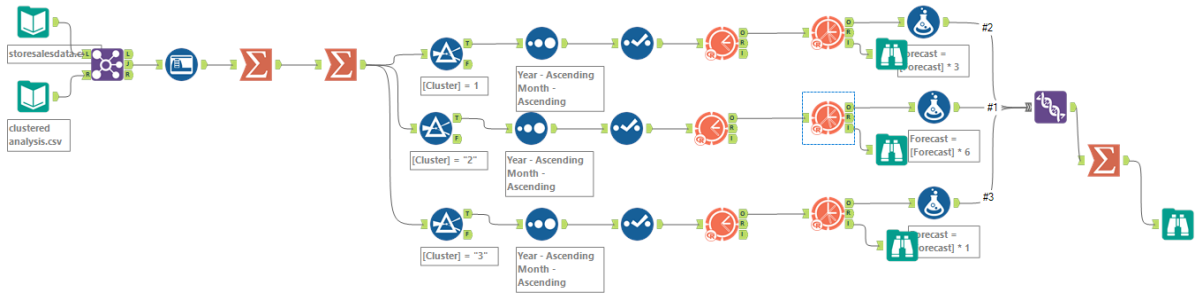 storesalesdata.c
clustered
analysis.csv
L
R
L
J
R
T
F
[Cluster] = 1
Year - Ascending
Month -
Ascending
O
R
I
O
R
I
Forecast =
[Forecast] * 3
#2
T
F
[Cluster] = "2"
Year - Ascending
Month -
Ascending
O
R
I
O
R
I
Forecast =
[Forecast] * 6
#1
T
F
[Cluster] = "3"
Year - Ascending
Month -
Ascending
O
R
I
O
R
I
Forecast =
[Forecast] * 1
#3